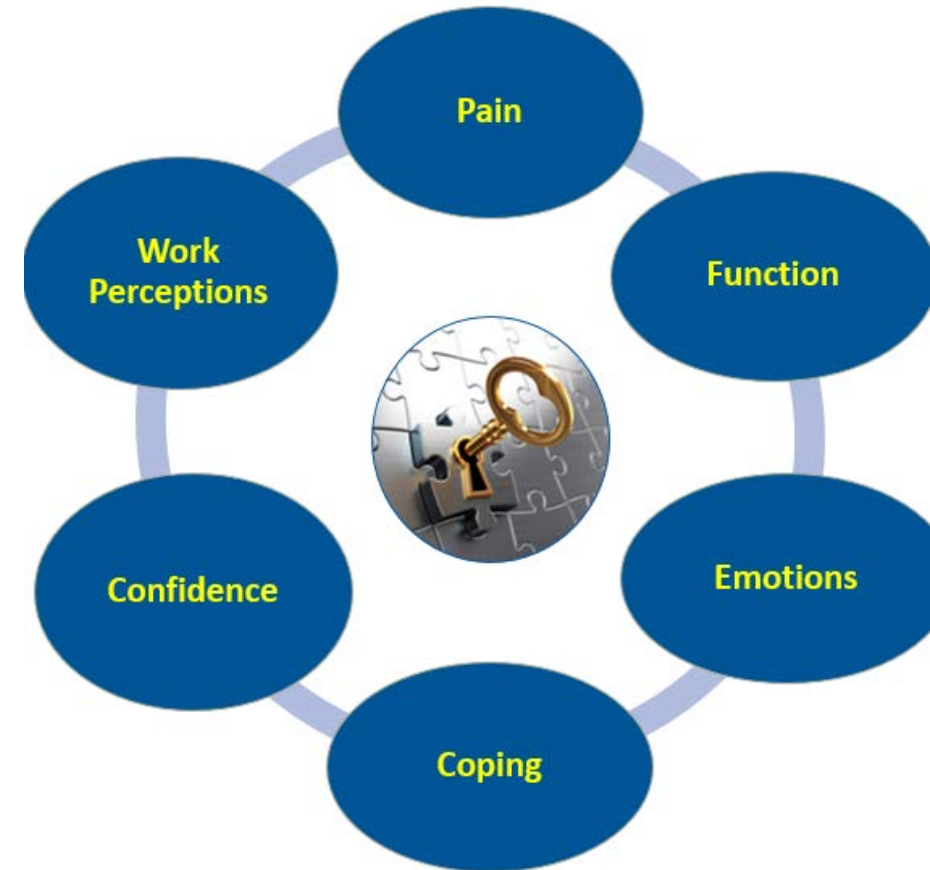 Pain
Function
Emotions
Coping
Confidence
Work
Perceptions